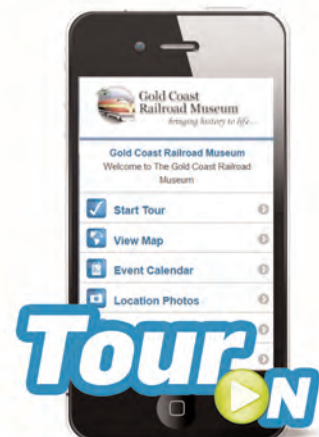 Gold Coast
Railroad Museum
bringing history to life...
Gold Coast Railroad Museum
Welcome to The Gold Coast Railroad
Museum
Start Tour
View Map
Event Calendar
Location Photos
Tour
N